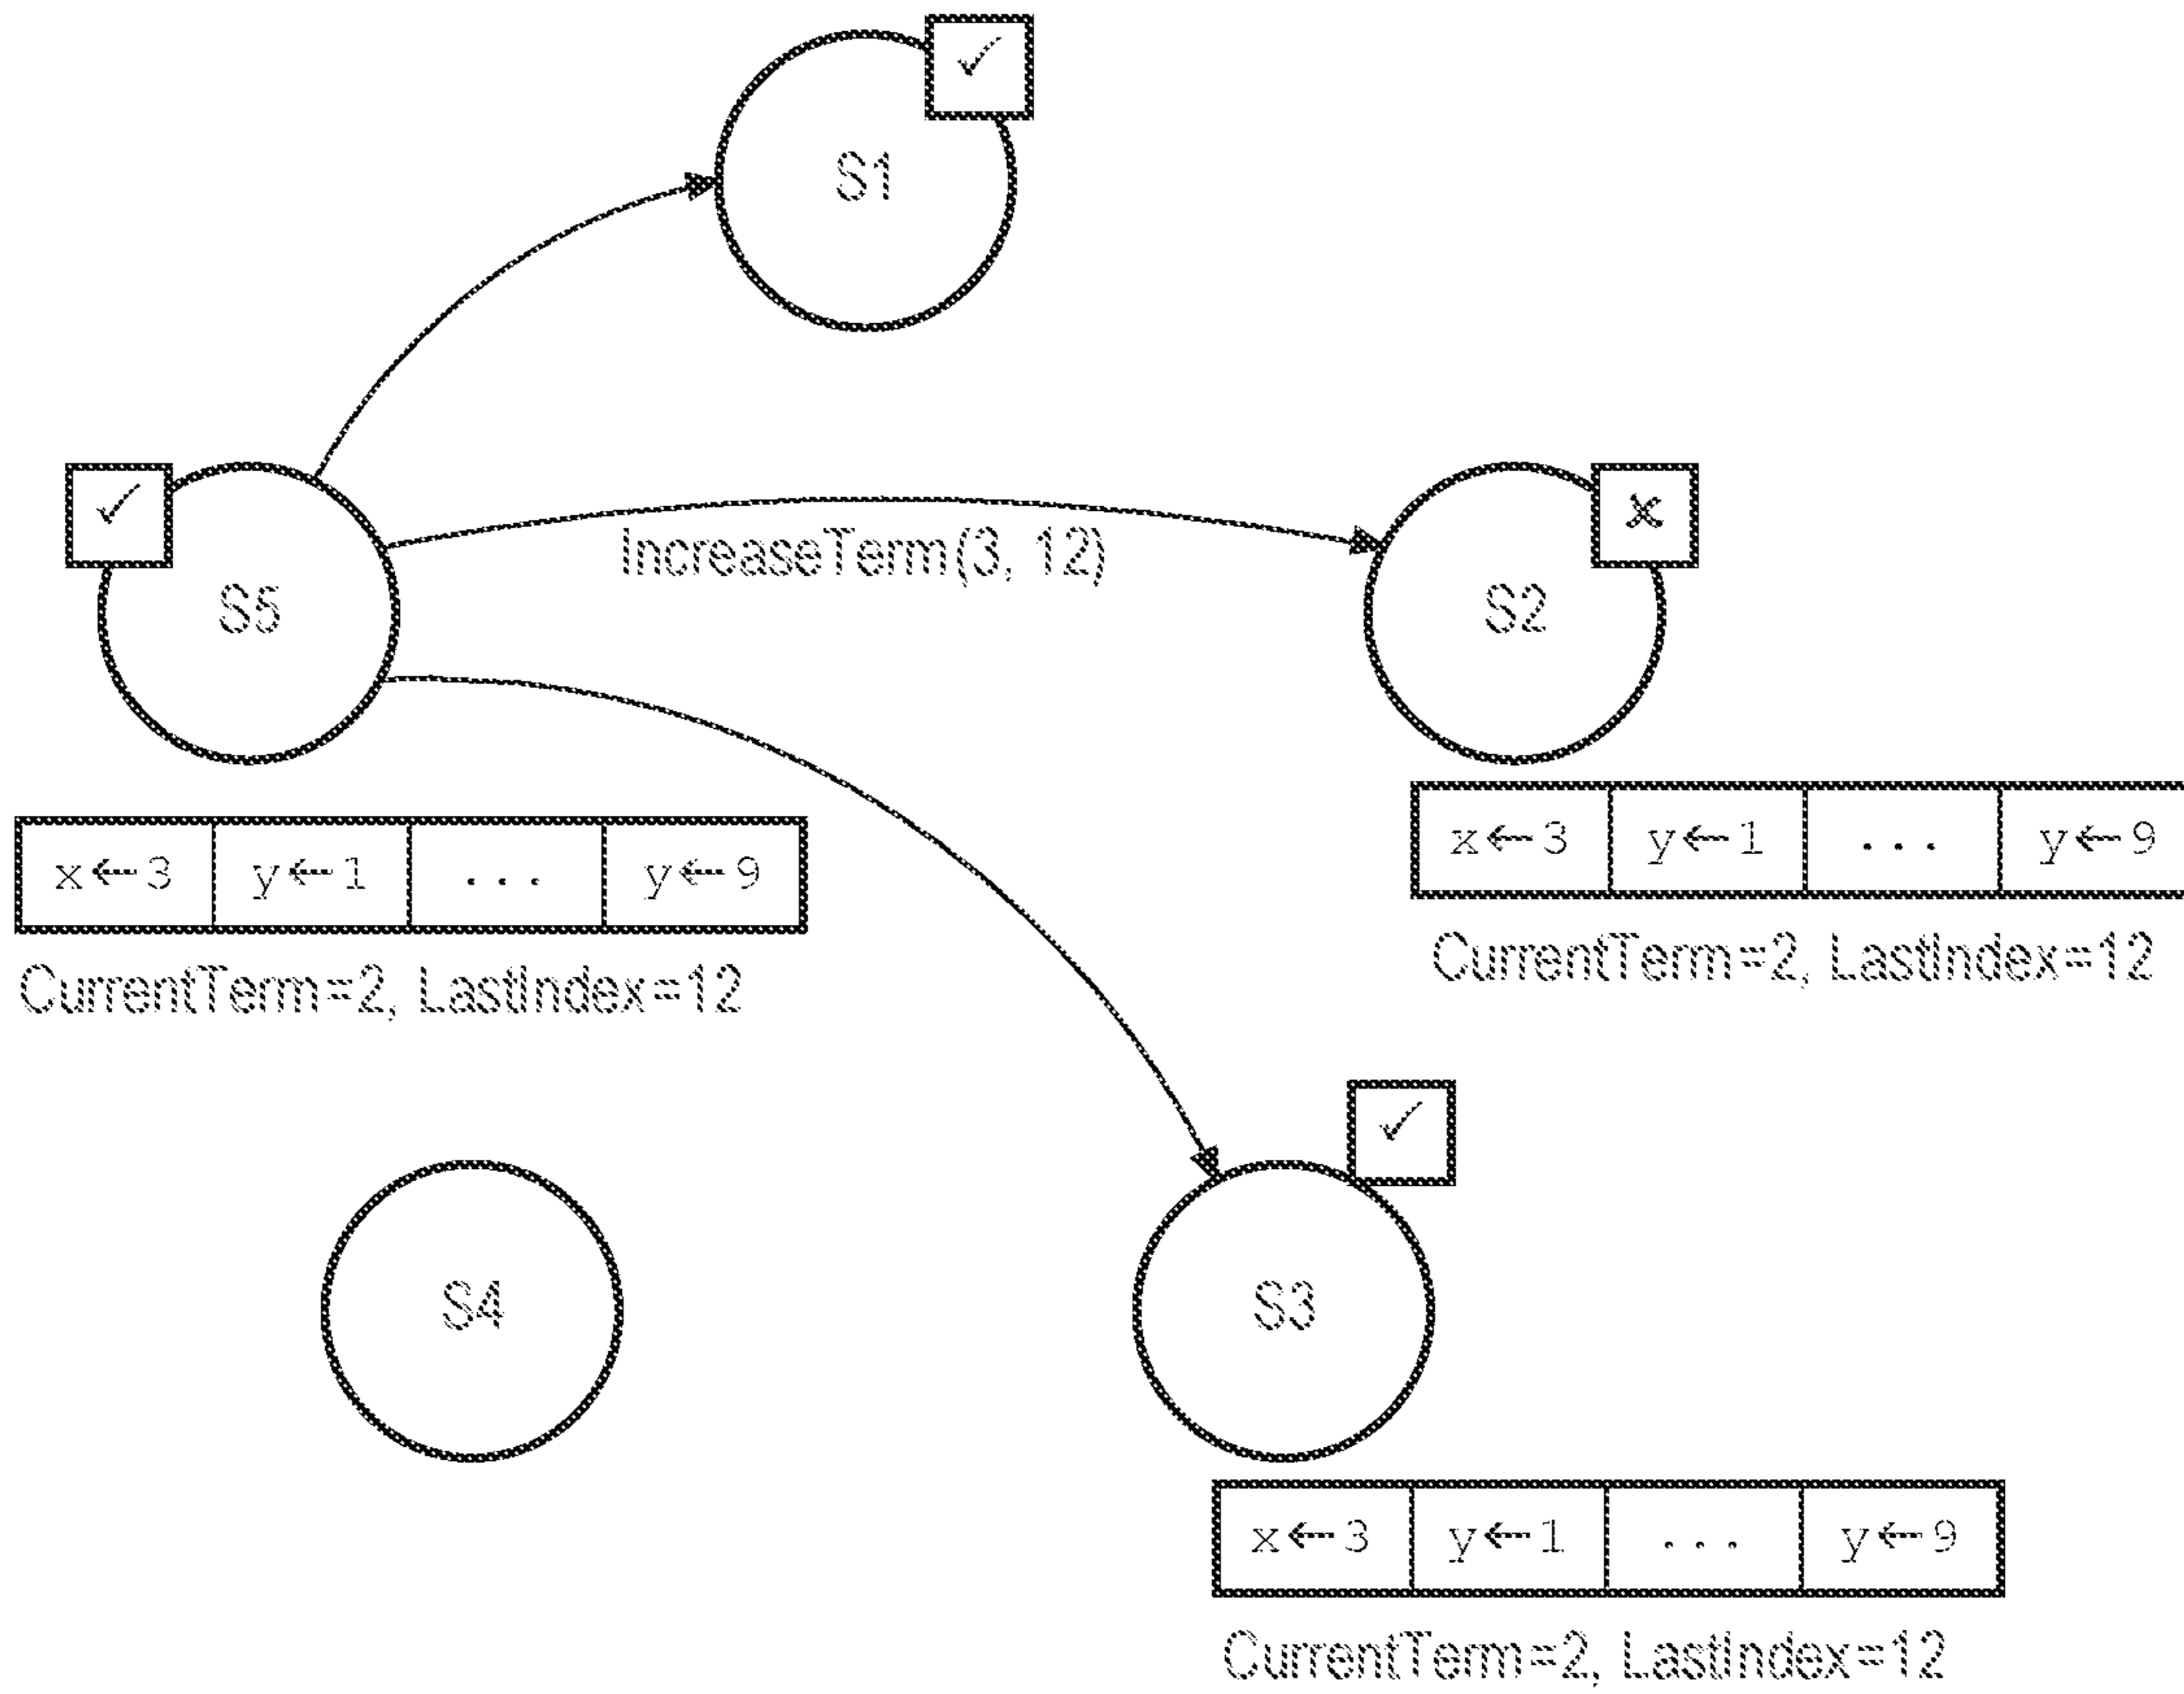 ✓
S1
✓
×
IncreaseTerm(3, 12)
S5
S2
x←3 y←1 ... y←9
x←3 y←1 ... y←9
CurrentTerm=2, LastIndex=12
CurrentTerm=2, LastIndex=12
✓
S4
S3
x←3 y←1 ... y←9
CurrentTerm=2, LastIndex=12